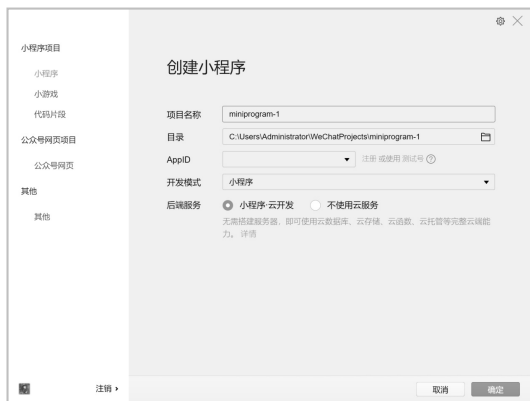 小程序项目
小程序
小游戏
代码片段
公众号网页项目
公众号网页
其他
其他
注销 ›
创建小程序
项目名称 miniprogram-1
目录 C:\Users\Administrator\WeChatProjects\miniprogram-1
AppID 注册 或使用 测试号 ?
开发模式 小程序
后端服务 小程序·云开发 不使用云服务
无需搭建服务器，即可使用云数据库、云存储、云函数、云托管等完整云端能
力。 详情
取消 确定